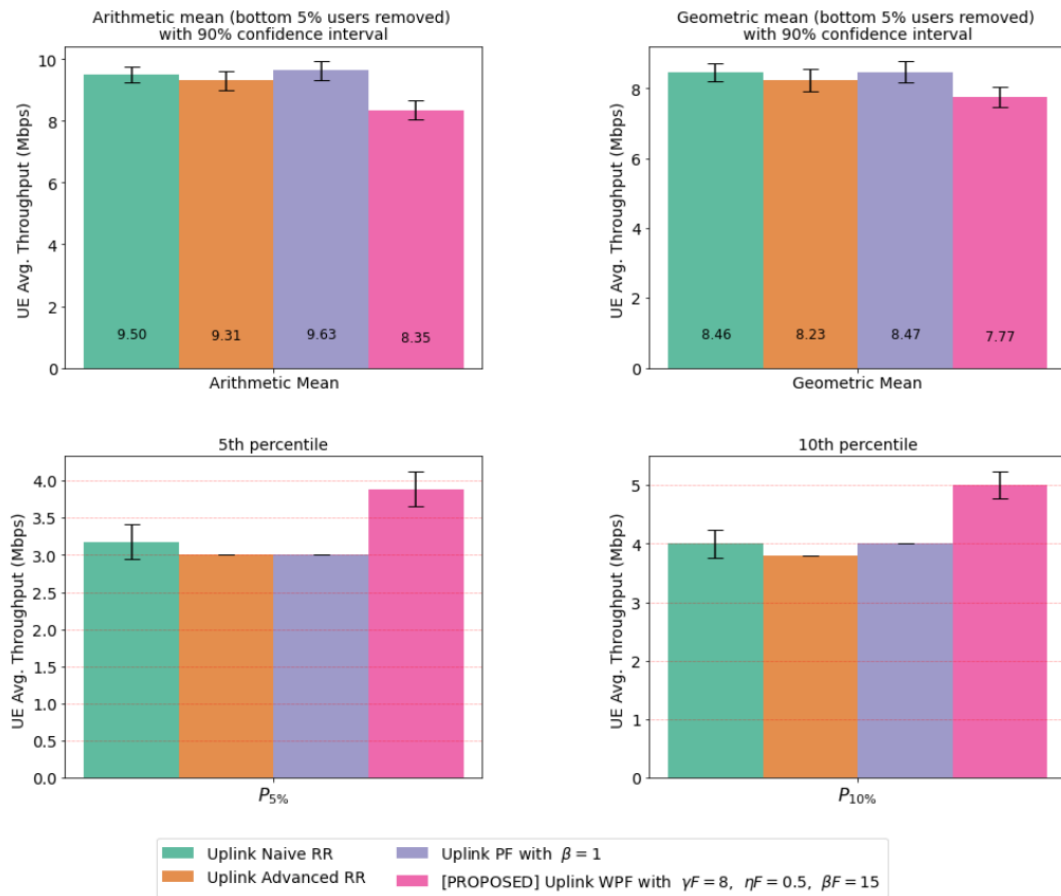 Arithmetic mean (bottom 5% users removed)
with 90% confidence interval
UE Avg. Throughput (Mbps)
10
8
6
4
2
0
9.50
9.31
9.63
8.35
Arithmetic Mean
Geometric mean (bottom 5% users removed)
with 90% confidence interval
UE Avg. Throughput (Mbps)
8
6
4
2
0
8.46
8.23
8.47
7.77
Geometric Mean
5th percentile
UE Avg. Throughput (Mbps)
4.0
3.5
3.0
2.5
2.0
1.5
1.0
0.5
0.0
P5%
10th percentile
UE Avg. Throughput (Mbps)
5
4
3
2
1
0
P10%
Uplink Naive RR
Uplink Advanced RR
Uplink PF with β = 1
[PROPOSED] Uplink WPF with γF = 8, ηF = 0.5, βF = 15